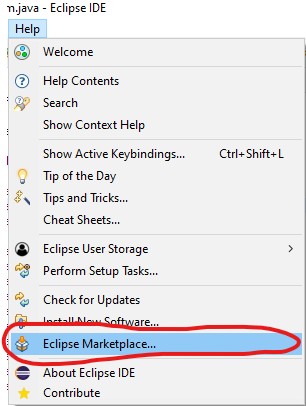 m.java - Eclipse IDE
Help
Welcome
Help Contents
Search
Show Context Help
Show Active Keybindings... Ctrl+Shift+L
Tip of the Day
Tips and Tricks...
Cheat Sheets...
Eclipse User Storage
Perform Setup Tasks...
Check for Updates
Install New Software...
Eclipse Marketplace...
About Eclipse IDE
Contribute